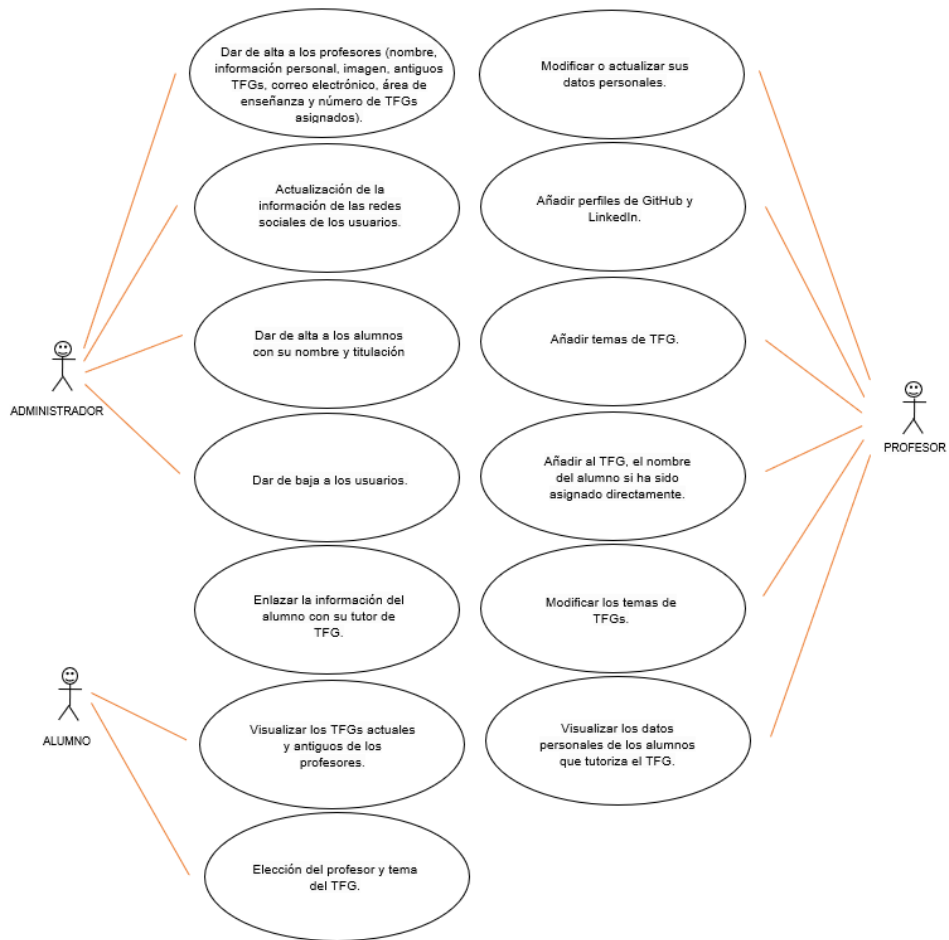 Dar de alta a los profesores (nombre,
información personal, imagen, antiguos
TFGs, correo electrónico, área de
enseñanza y número de TFGs
asignados).
Modificar o actualizar sus
datos personales.
Actualización de la
información de las redes
sociales de los usuarios.
Añadir perfiles de GitHub y
LinkedIn.
Dar de alta a los alumnos
con su nombre y titulación
Añadir temas de TFG.
ADMINISTRADOR
PROFESOR
Dar de baja a los usuarios.
Añadir al TFG, el nombre
del alumno si ha sido
asignado directamente.
Enlazar la información del
alumno con su tutor de
TFG.
Modificar los temas de
TFGs.
ALUMNO
Visualizar los TFGs actuales
y antiguos de los
profesores.
Visualizar los datos
personales de los alumnos
que tutoriza el TFG.
Elección del profesor y tema
del TFG.